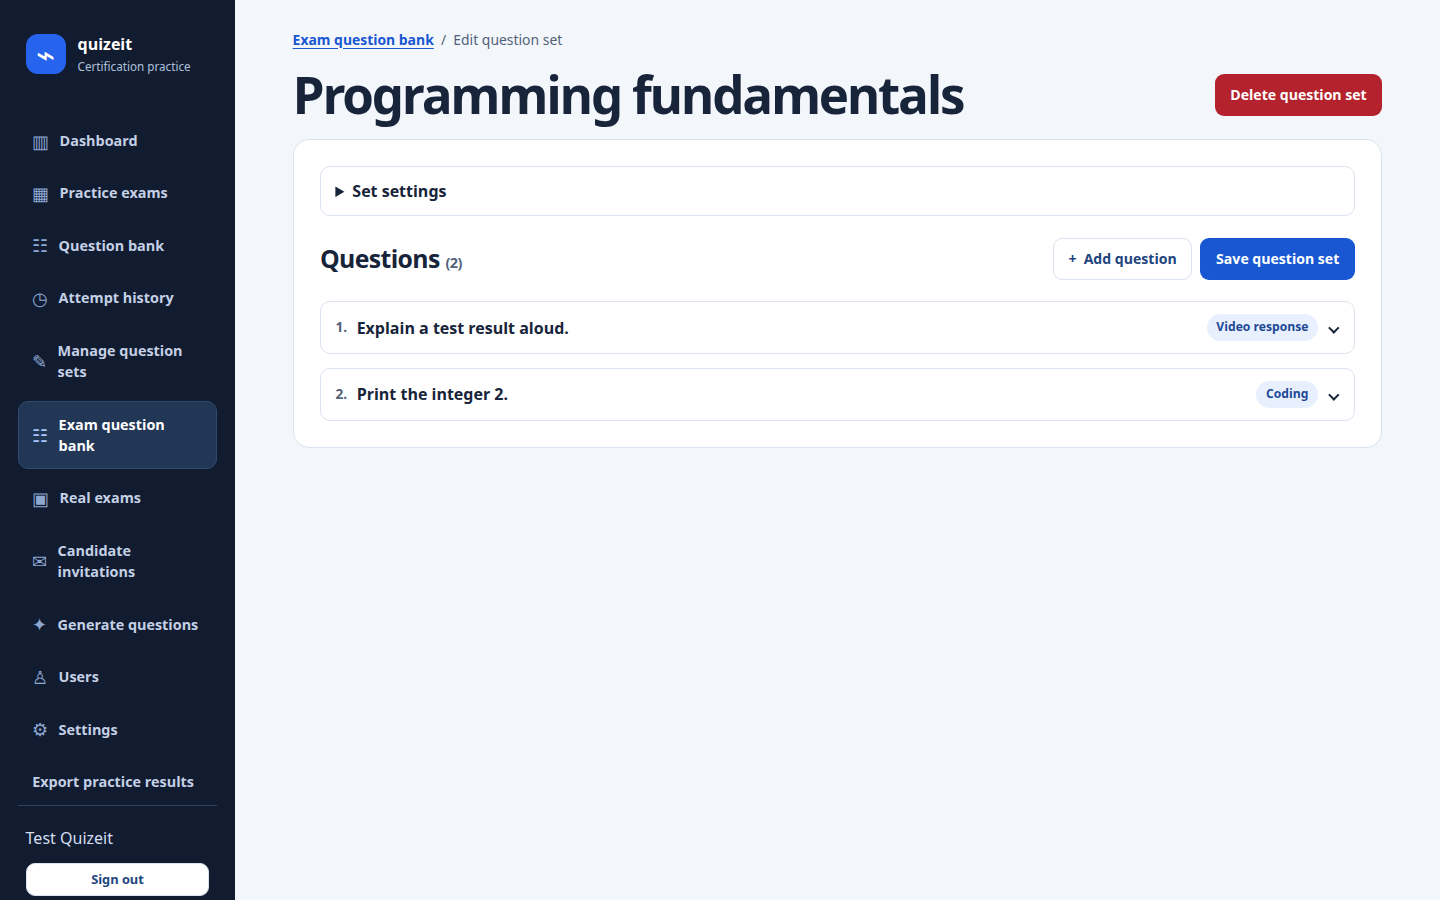 quizeit
Certification practice
Dashboard
Practice exams
Question bank
Attempt history
Manage question
sets
Exam question
bank
Real exams
Candidate
invitations
Generate questions
Users
Settings
Export practice results
Test Quizeit
Sign out
Exam question bank / Edit question set
Programming fundamentals
Delete question set
Set settings
Questions (2)
+ Add question
Save question set
1. Explain a test result aloud.
Video response
2. Print the integer 2.
Coding